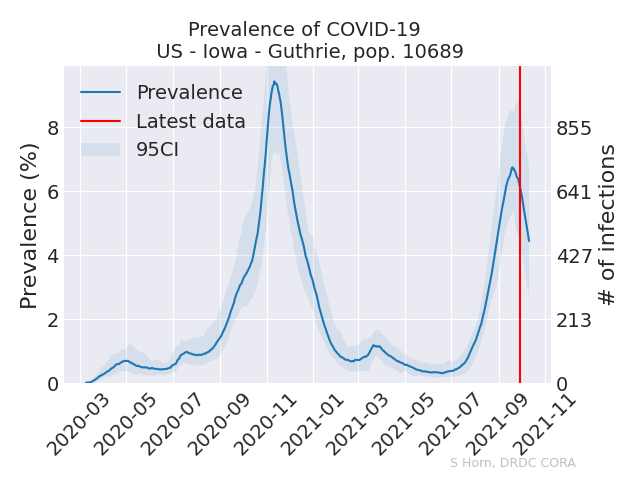 Prevalence of COVID-19
US - Iowa - Guthrie, pop. 10689
Prevalence
Latest data
95CI
Prevalence (%)
8
6
4
2
0
855
641
427
213
0
# of infections
2020-03
2020-05
2020-07
2020-09
2020-11
2021-01
2021-03
2021-05
2021-07
2021-09
2021-11
S Horn, DRDC CORA